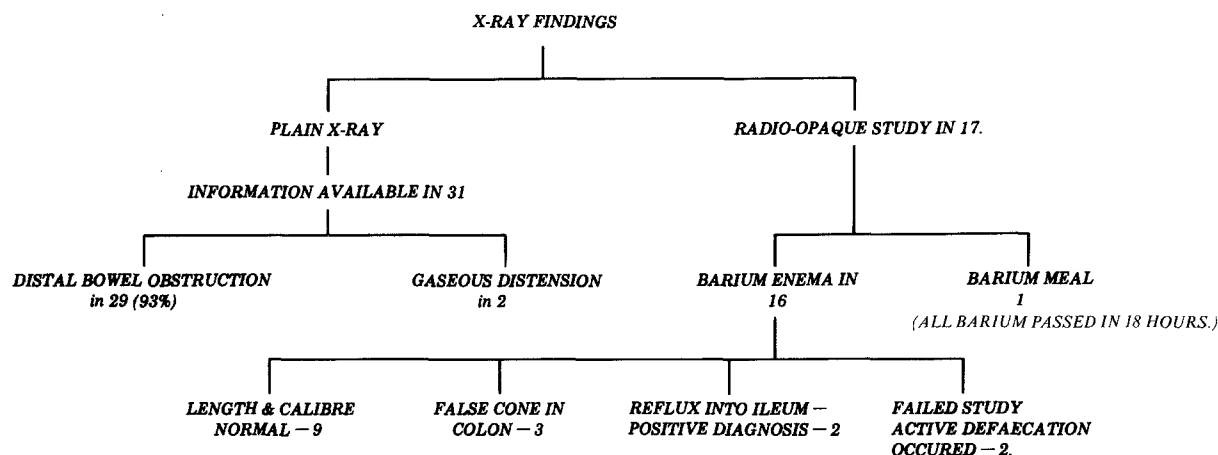 X-RAY FINDINGS
PLAIN X-RAY
RADIO-OPAQUE STUDY IN 17.
INFORMATION AVAILABLE IN 31
DISTAL BOWEL OBSTRUCTION
in 29 (93%)
GASEOUS DISTENSION
in 2
BARIUM ENEMA IN
16
BARIUM MEAL
1
(ALL BARIUM PASSED IN 18 HOURS.)
LENGTH & CALIBRE
NORMAL – 9
FALSE CONE IN
COLON – 3
REFLUX INTO ILEUM –
POSITIVE DIAGNOSIS – 2
FAILED STUDY
ACTIVE DEFAECATION
OCCURED – 2.